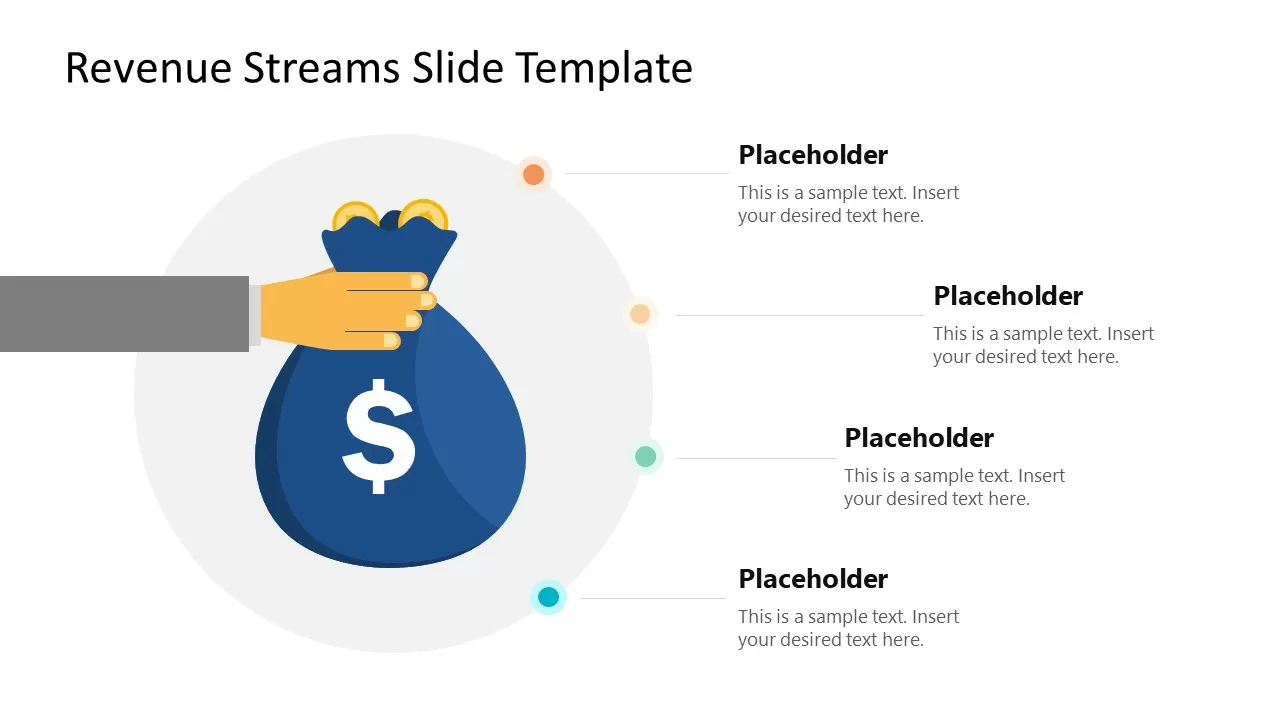 Revenue Streams Slide Template
Placeholder
This is a sample text. Insert
your desired text here.
Placeholder
This is a sample text. Insert
your desired text here.
$
Placeholder
This is a sample text. Insert
your desired text here.
Placeholder
This is a sample text. Insert
your desired text here.